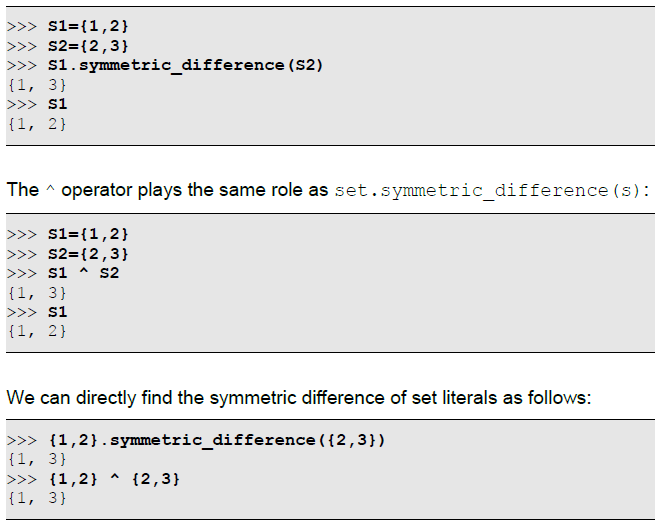 >>> S1={1,2}
>>> S2={2,3}
>>> S1.symmetric_difference(S2)
{1, 3}
>>> S1
{1, 2}
The ^ operator plays the same role as set.symmetric_difference(s):
>>> S1={1,2}
>>> S2={2,3}
>>> S1 ^ S2
{1, 3}
>>> S1
{1, 2}
We can directly find the symmetric difference of set literals as follows:
>>> {1,2}.symmetric_difference({2,3})
{1, 3}
>>> {1,2} ^ {2,3}
{1, 3}